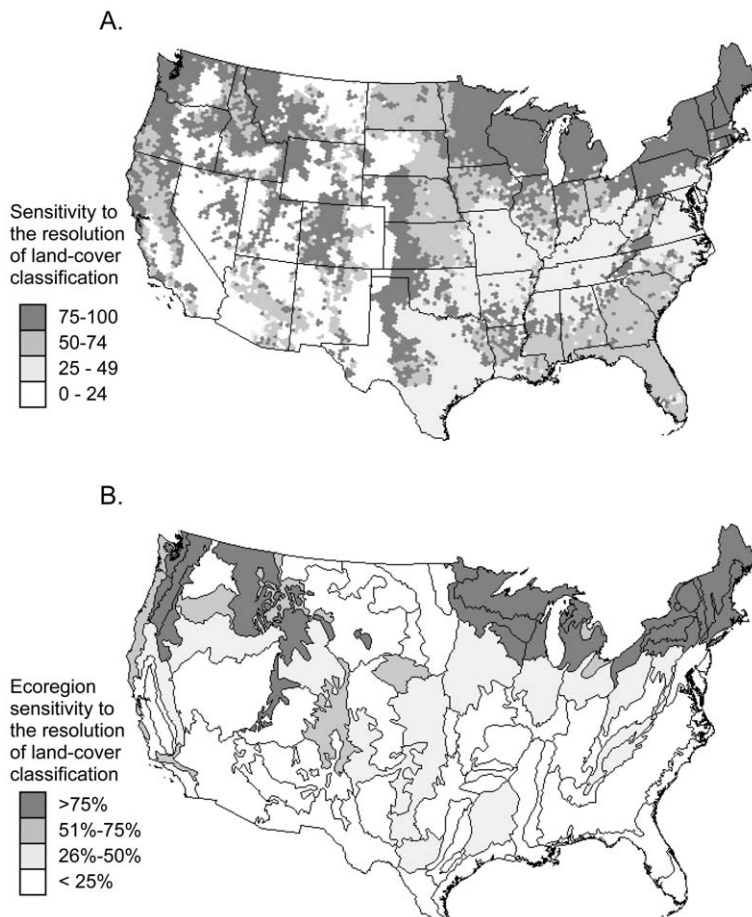 A.
Sensitivity to
the resolution
of land-cover
classification
75-100
50-74
25 - 49
0 - 24
B.
Ecoregion
sensitivity to
the resolution
of land-cover
classification
>75%
51%-75%
26%-50%
< 25%